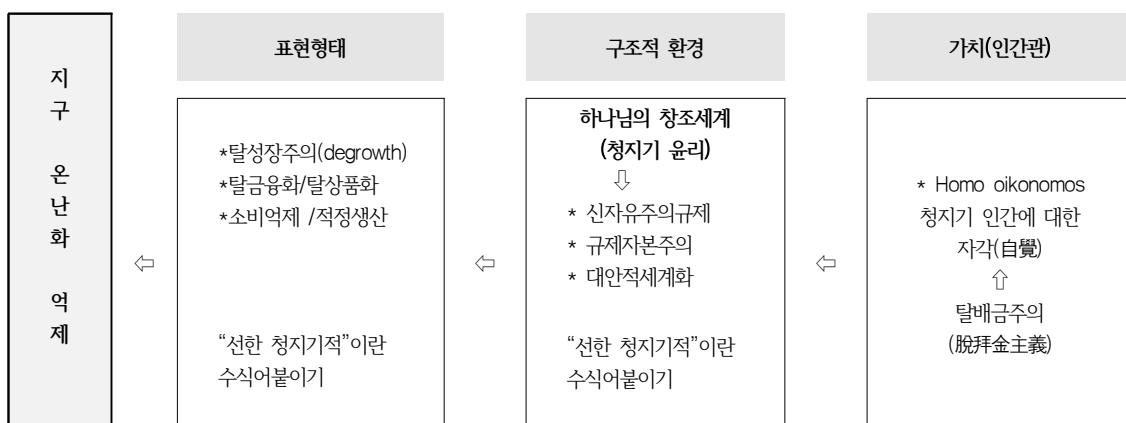 지
구
온
난
화
억
제
표현형태
*탈성장주의(degrowth)
*탈금융화/탈상품화
*소비억제 /적정생산
“선한 청지기적”이란
수식어붙이기
구조적 환경
하나님의 창조세계
(청지기 윤리)
⇩
* 신자유주의규제
* 규제자본주의
* 대안적세계화
“선한 청지기적”이란
수식어붙이기
가치(인간관)
* Homo oikonomos
청지기 인간에 대한
자각(自覺)
⇧
탈배금주의
(脫拜金主義)
⇦
⇦
⇦